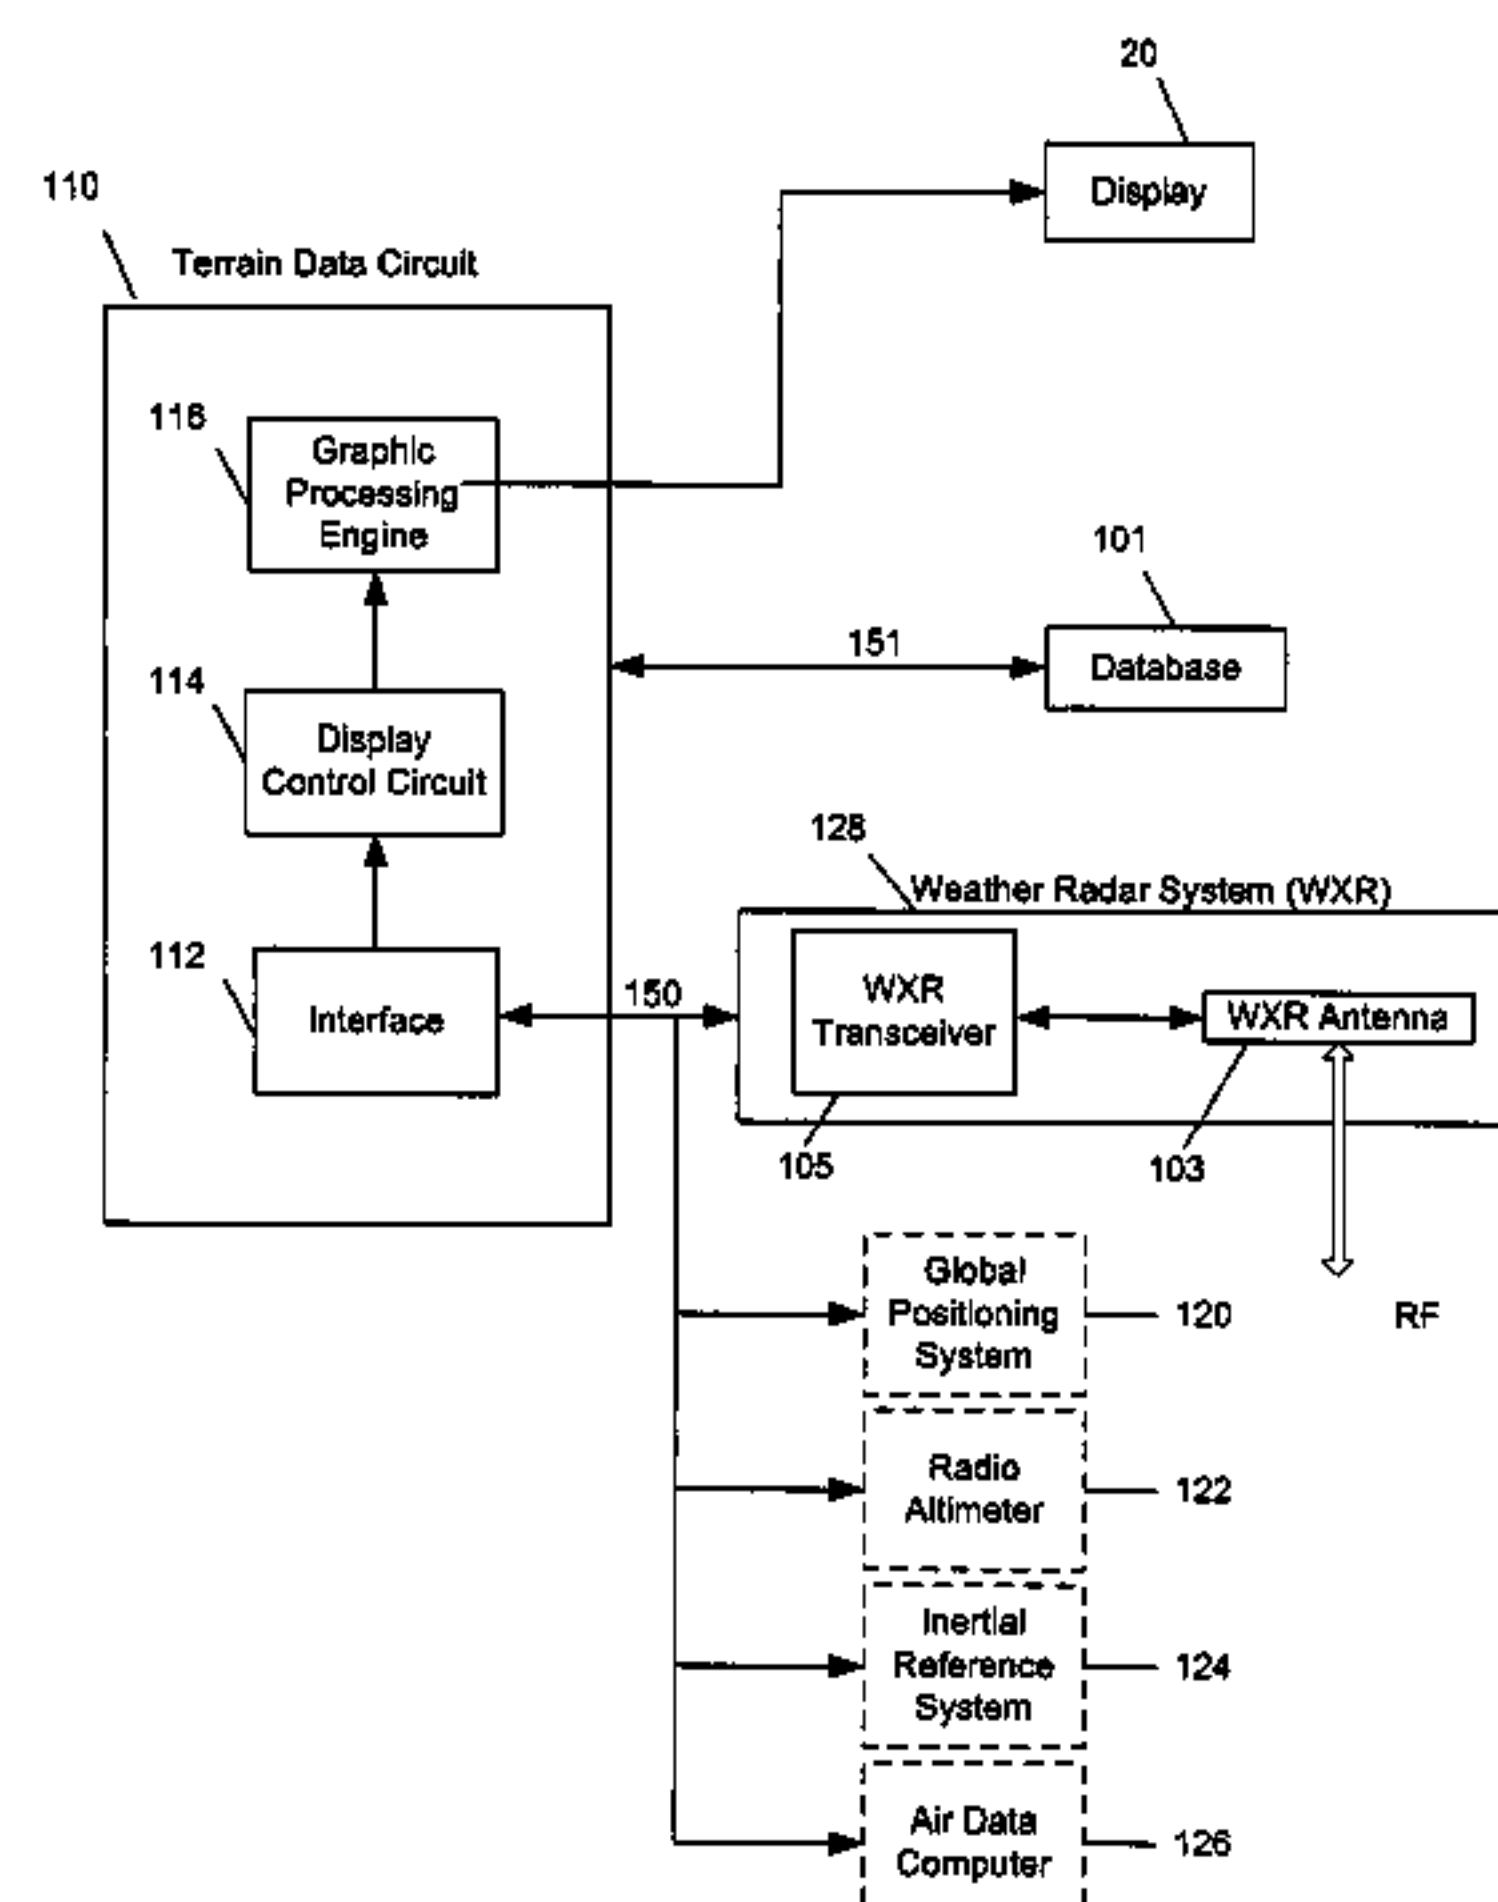 20
Display
110
Terrain Data Circuit
116
Graphic
Processing
Engine
101
151
Database
114
Display
Control Circuit
128
Weather Radar System (WXR)
112
Interface
150
WXR
Transceiver
WXR Antenna
105
103
Global
Positioning
System
120
RF
Radio
Altimeter
122
Inertial
Reference
System
124
Air Data
Computer
126